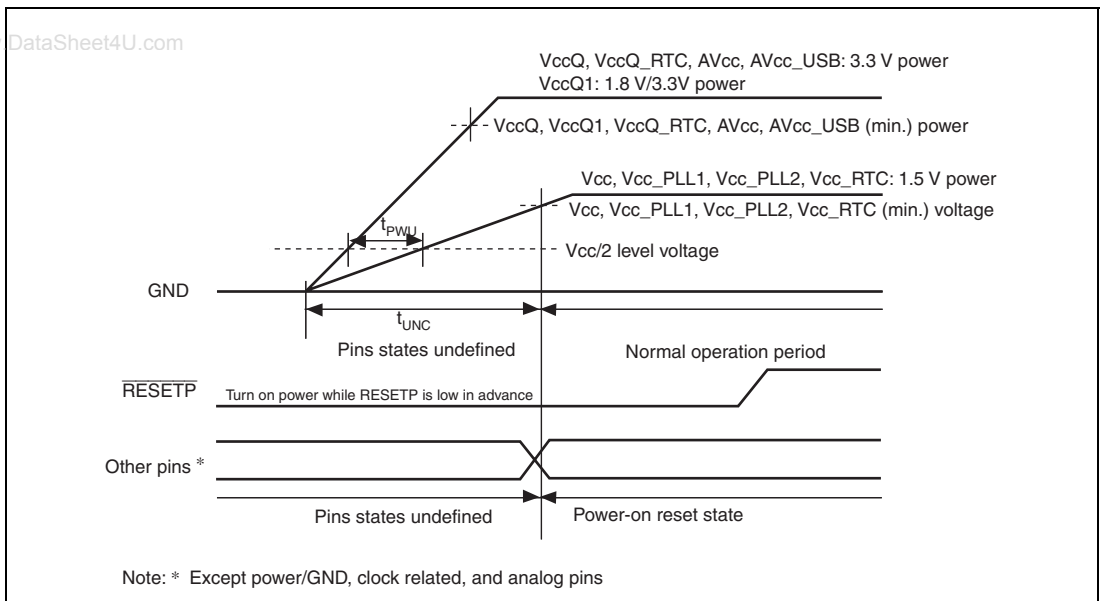 .DataSheet4U.com
VccQ, VccQ_RTC, AVcc, AVcc_USB: 3.3 V power
VccQ1: 1.8 V/3.3V power
VccQ, VccQ1, VccQ_RTC, AVcc, AVcc_USB (min.) power
Vcc, Vcc_PLL1, Vcc_PLL2, Vcc_RTC: 1.5 V power
Vcc, Vcc_PLL1, Vcc_PLL2, Vcc_RTC (min.) voltage
tPWU
Vcc/2 level voltage
GND
tUNC
Pins states undefined
Normal operation period
RESETP
Turn on power while RESETP is low in advance
Other pins *
Pins states undefined
Power-on reset state
Note: * Except power/GND, clock related, and analog pins